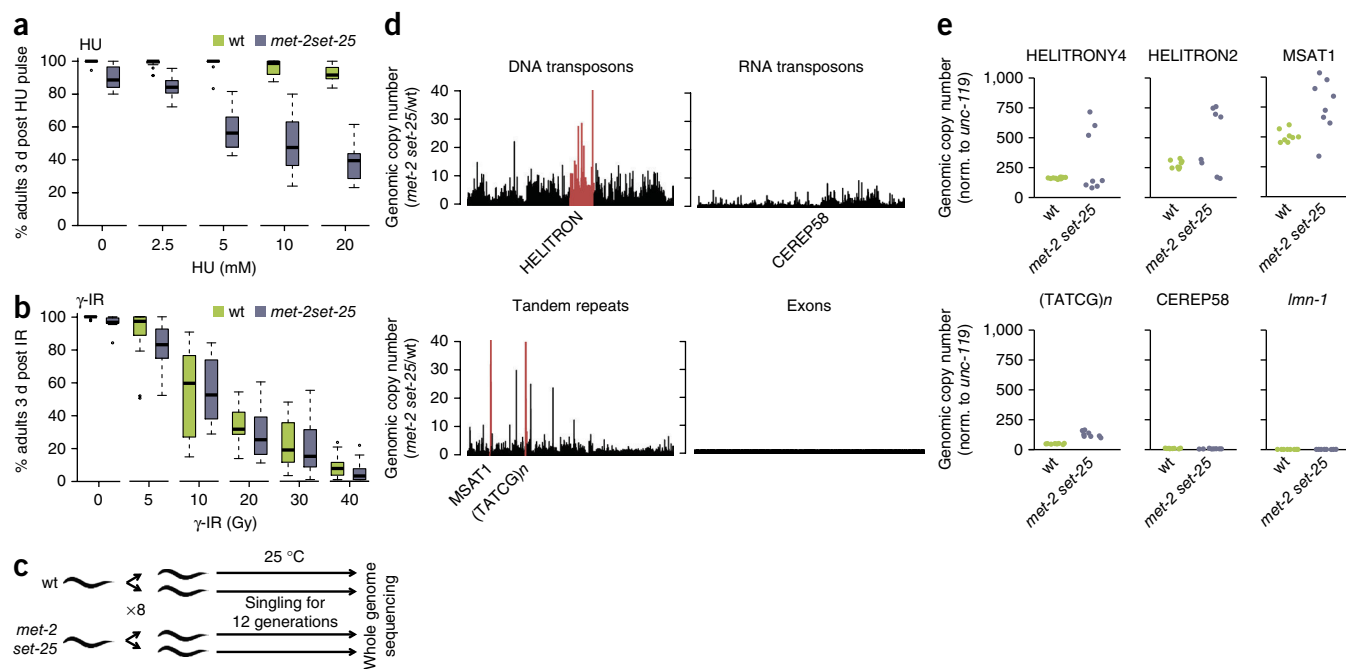 a
HU
wt
met-2set-25
% adults 3 d post HU pulse
100
80
60
40
20
0
0
2.5
5
10
20
HU (mM)
b
γ-IR
wt
met-2set-25
% adults 3 d post IR
100
80
60
40
20
0
0
5
10
20
30
40
γ-IR (Gy)
c
wt
×8
met-2
set-25
25 °C
Singling for
12 generations
Whole genome
sequencing
d
DNA transposons
RNA transposons
Genomic copy number
(met-2 set-25/wt)
40
30
20
10
0
HELITRON
CEREP58
Tandem repeats
Exons
Genomic copy number
(met-2 set-25/wt)
40
30
20
10
0
MSAT1
(TATCG)n
e
HELITRONY4
HELITRON2
MSAT1
Genomic copy number
(norm. to unc-119)
1,000
750
500
250
0
wt
met-2 set-25
wt
met-2 set-25
wt
met-2 set-25
(TATCG)n
CEREP58
lmn-1
Genomic copy number
(norm. to unc-119)
1,000
750
500
250
0
wt
met-2 set-25
wt
met-2 set-25
wt
met-2 set-25